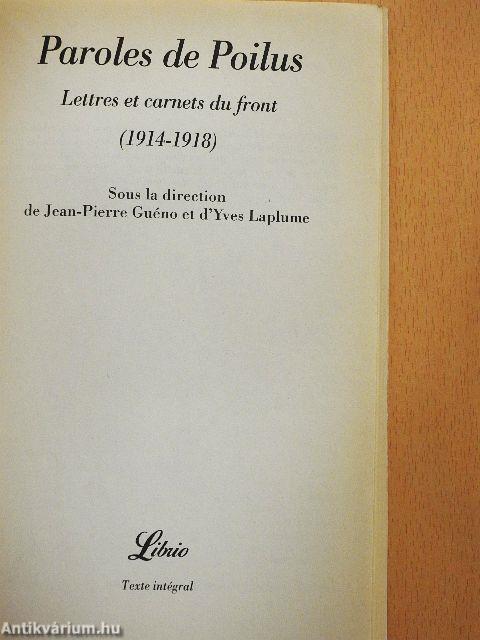 Paroles de Poilus
Lettres et carnets du front
(1914-1918)
Sous la direction
de Jean-Pierre Guéno et d'Yves Laplume
Librio
Texte intégral
Antikvárium.hu